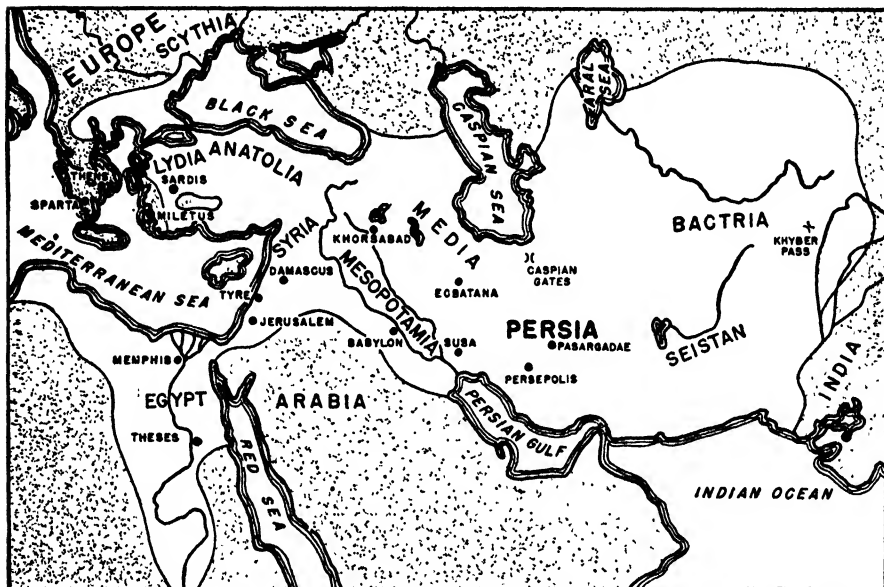 EUROPE
SCYTHIA
BLACK SEA
CASPIAN SEA
ARAL SEA
LYDIA
ANATOLIA
ATHENS
SARDIS
SPARTA
MILETUS
MEDITERRANEAN SEA
SYRIA
DAMASCUS
TYRE
JERUSALEM
KHORSABAD
MEDIA
MESOPOTAMIA
ECBATANA
CASPIAN
GATES
BACTRIA
KHYBER
PASS
BABYLON
SUSA
PERSIA
PASARGADAE
PERSEPOLIS
SEISTAN
INDIA
MEMPHIS
EGYPT
ARABIA
THESES
RED SEA
PERSIAN GULF
INDIAN OCEAN